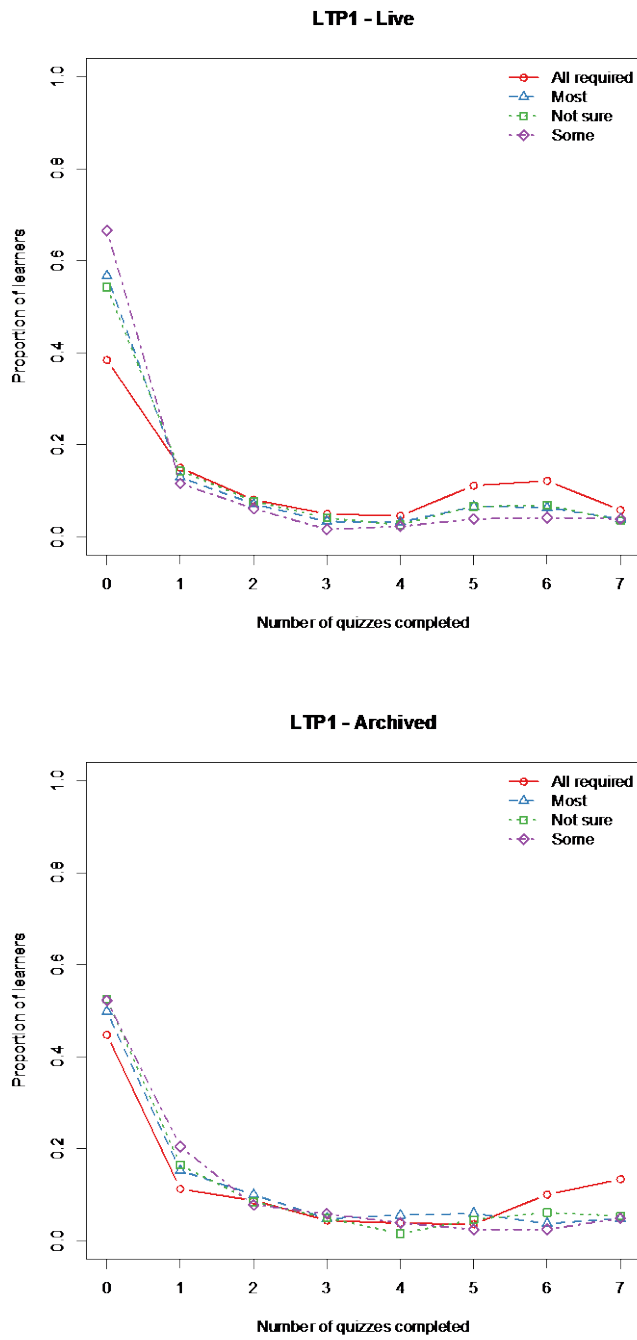 LTP1 - Live
1.0
0.8
0.6
0.4
0.2
0.0
Proportion of learners
All required
Most
Not sure
Some
0 1 2 3 4 5 6 7
Number of quizzes completed
LTP1 - Archived
1.0
0.8
0.6
0.4
0.2
0.0
Proportion of learners
All required
Most
Not sure
Some
0 1 2 3 4 5 6 7
Number of quizzes completed